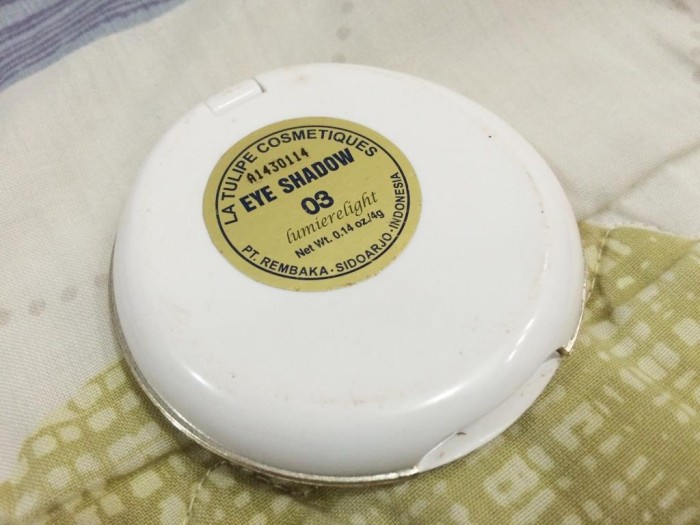 LA TULIPE COSMETIQUES
A1430114
EYE SHADOW
03
lumierelight
Net Wt. 0.14 oz./4g
PT. REMBAKA · SIDOARJO · INDONESIA